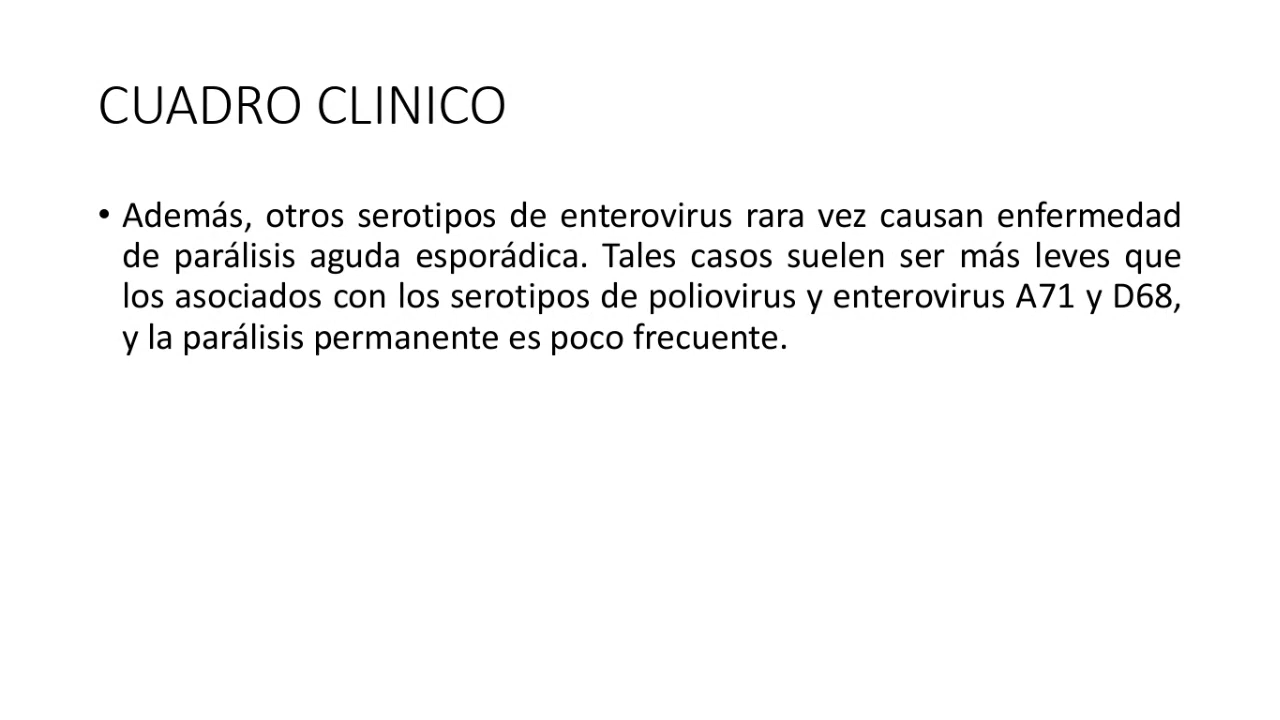 CUADRO CLINICO
• Además, otros serotipos de enterovirus rara vez causan enfermedad
de parálisis aguda esporádica. Tales casos suelen ser más leves que
los asociados con los serotipos de poliovirus y enterovirus A71 y D68,
y la parálisis permanente es poco frecuente.